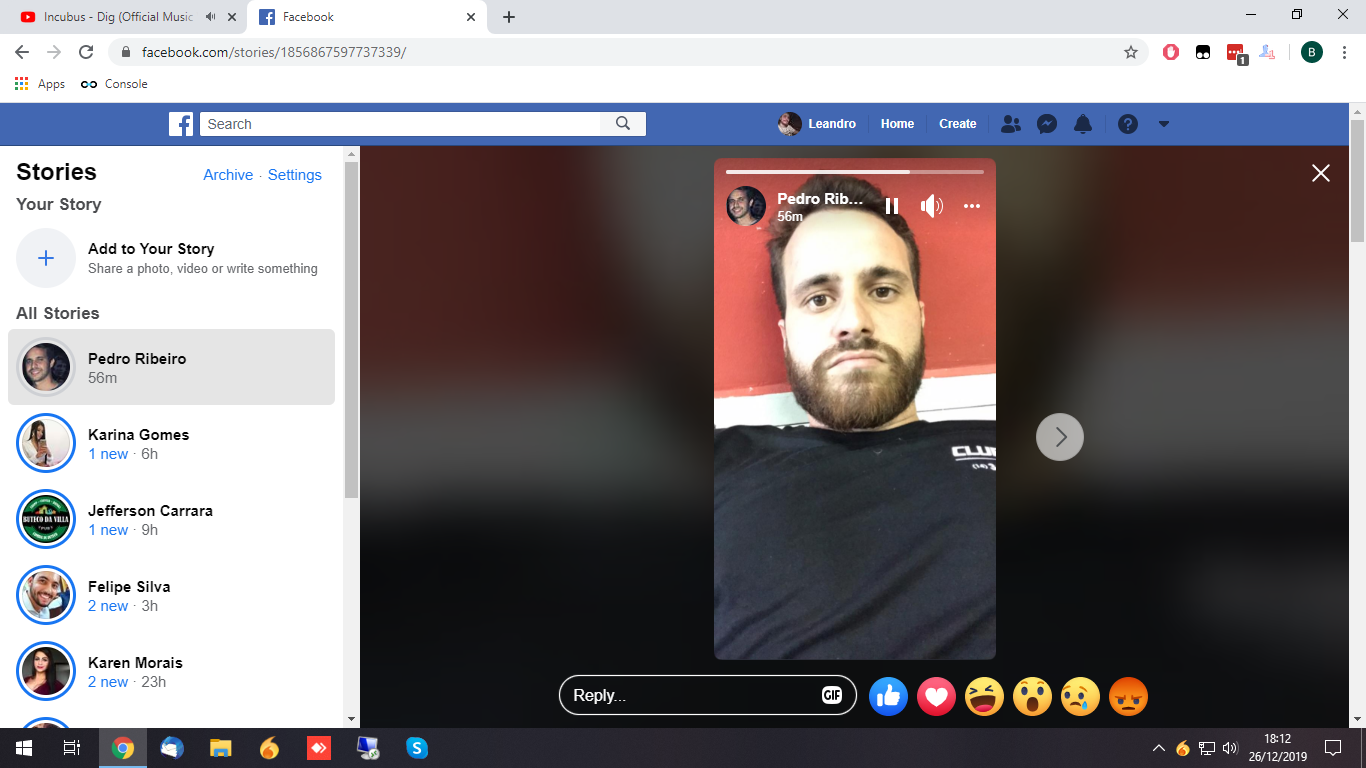 Incubus - Dig (Official Music
Facebook
facebook.com/stories/1856867597737339/
1
B
Apps
Console
Search
Leandro
Home
Create
Stories
Archive · Settings
Your Story
Add to Your Story
Share a photo, video or write something
All Stories
Pedro Ribeiro
56m
Karina Gomes
1 new · 6h
Jefferson Carrara
1 new · 9h
BUTECO DA VILLA
Felipe Silva
2 new · 3h
Karen Morais
2 new · 23h
Pedro Rib...
56m
Reply...
GIF
18:12
26/12/2019